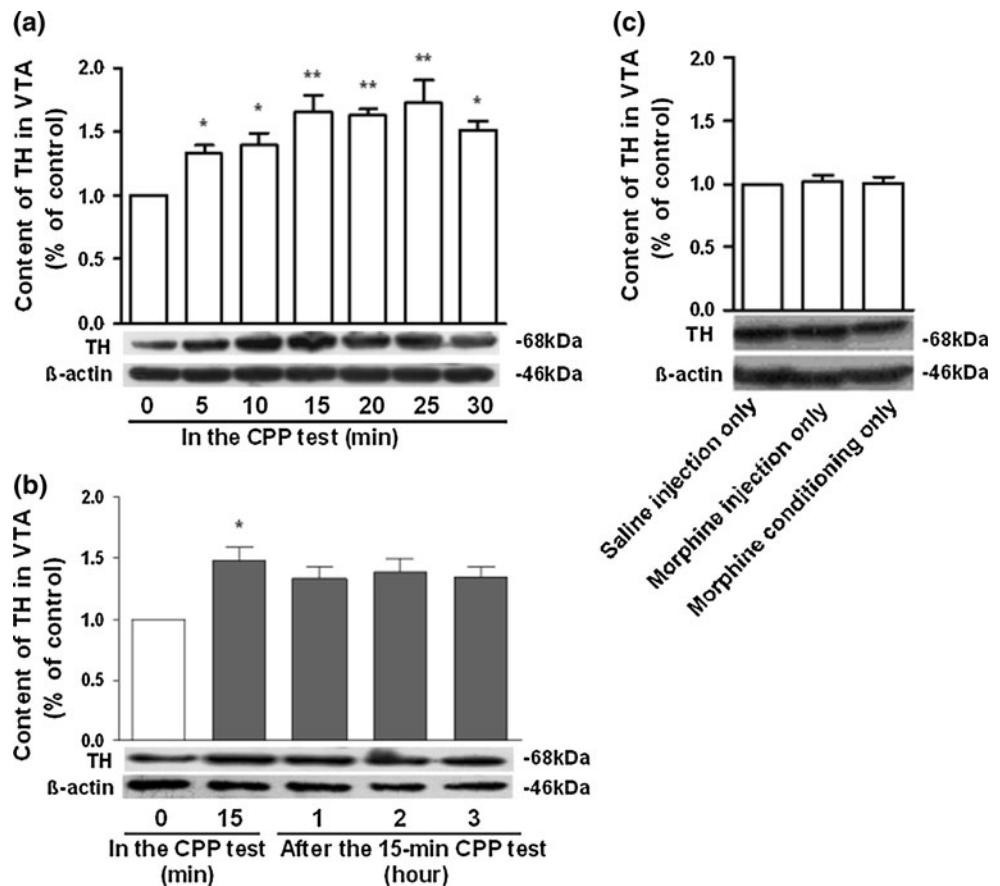 (a)
Content of TH in VTA
(% of control)
2.0
1.5
1.0
0.5
0.0
* * ** ** ** *
TH
-68kDa
ß-actin
-46kDa
0 5 10 15 20 25 30
In the CPP test (min)
(b)
Content of TH in VTA
(% of control)
2.0
1.5
1.0
0.5
0.0
*
TH
-68kDa
ß-actin
-46kDa
0 15 1 2 3
In the CPP test
(min)
After the 15-min CPP test
(hour)
(c)
Content of TH in VTA
(% of control)
2.0
1.5
1.0
0.5
0.0
TH
-68kDa
ß-actin
-46kDa
Saline injection only
Morphine injection only
Morphine conditioning only